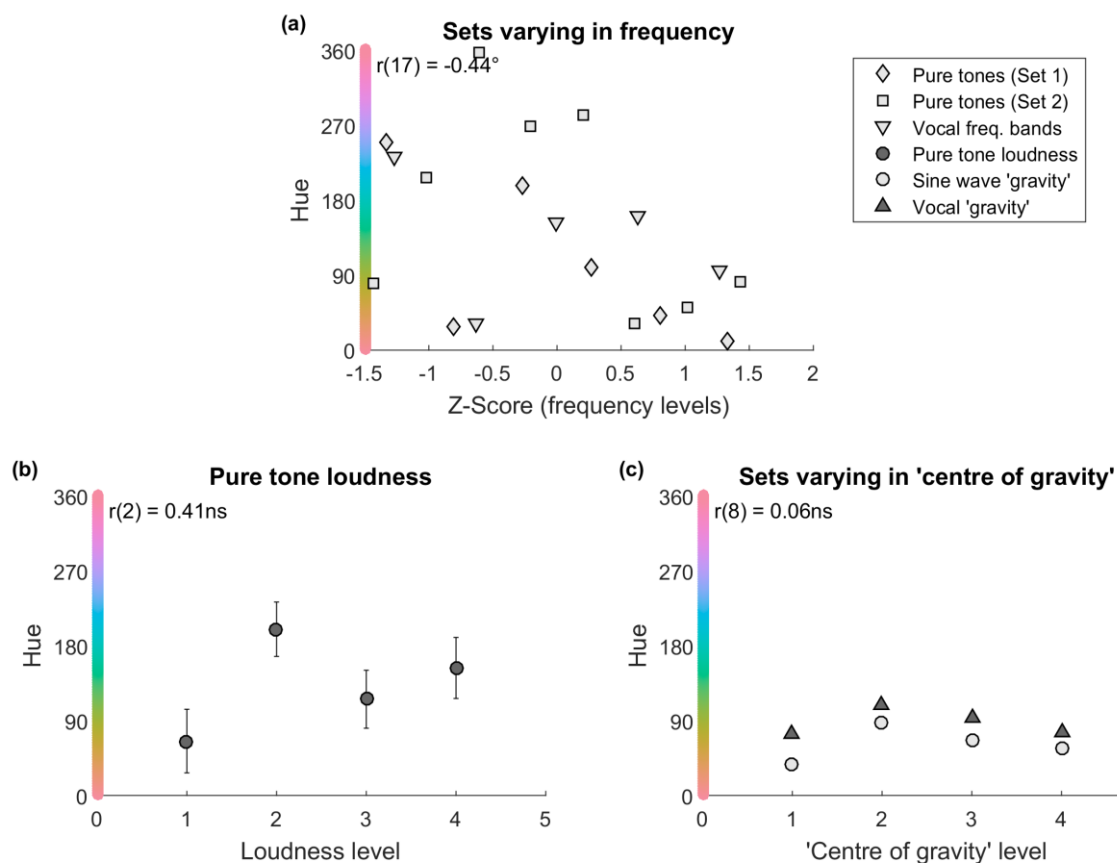 (a)
Sets varying in frequency
r(17) = -0.44°
360
270
180
90
0
Hue
-1.5
-1
-0.5
0
0.5
1
1.5
2
Z-Score (frequency levels)
Pure tones (Set 1)
Pure tones (Set 2)
Vocal freq. bands
Pure tone loudness
Sine wave 'gravity'
Vocal 'gravity'
(b)
Pure tone loudness
r(2) = 0.41ns
360
270
180
90
0
Hue
0
1
2
3
4
5
Loudness level
(c)
Sets varying in 'centre of gravity'
r(8) = 0.06ns
360
270
180
90
0
Hue
0
1
2
3
4
'Centre of gravity' level